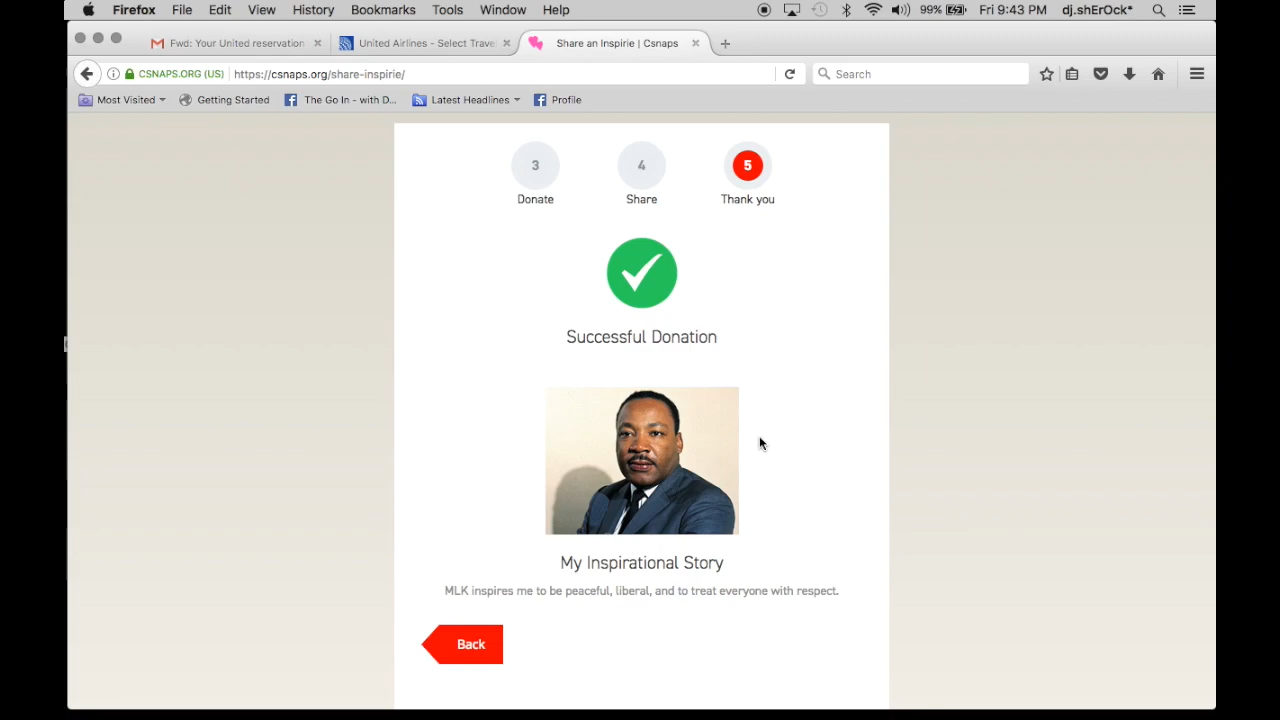 Firefox File Edit View History Bookmarks Tools Window Help 99% Fri 9:43 PM dj.shErOck*
Fwd: Your United reservation United Airlines - Select Trave Share an Inspirie | Csnaps
CSNAPS.ORG (US) https://csnaps.org/share-inspirie/ Search
Most Visited Getting Started The Go In - with D... Latest Headlines Profile
3 4 5
Donate Share Thank you
Successful Donation
My Inspirational Story
MLK inspires me to be peaceful, liberal, and to treat everyone with respect.
Back